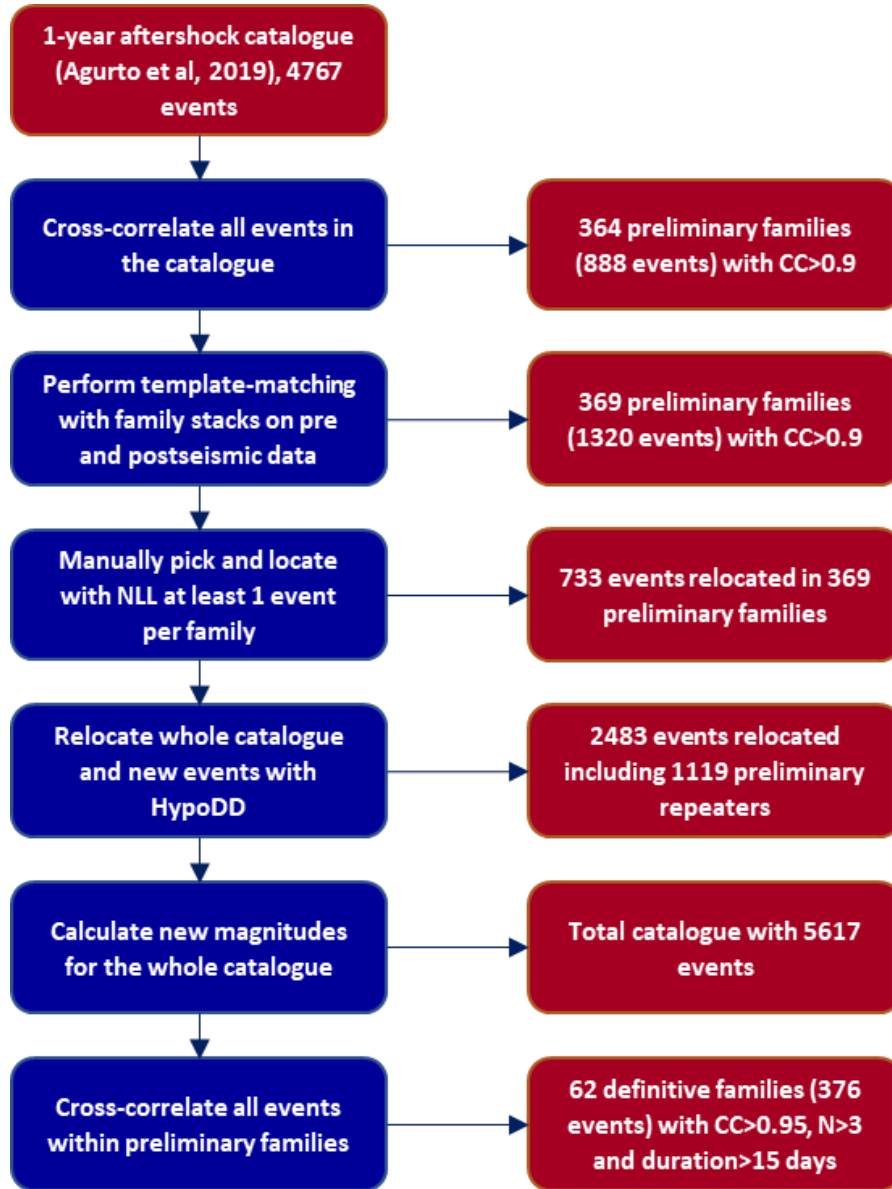 1-year aftershock catalogue
(Agurto et al, 2019), 4767
events
Cross-correlate all events in
the catalogue
364 preliminary families
(888 events) with CC>0.9
Perform template-matching
with family stacks on pre
and postseismic data
369 preliminary families
(1320 events) with CC>0.9
Manually pick and locate
with NLL at least 1 event
per family
733 events relocated in 369
preliminary families
Relocate whole catalogue
and new events with
HypoDD
2483 events relocated
including 1119 preliminary
repeaters
Calculate new magnitudes
for the whole catalogue
Total catalogue with 5617
events
Cross-correlate all events
within preliminary families
62 definitive families (376
events) with CC>0.95, N>3
and duration>15 days